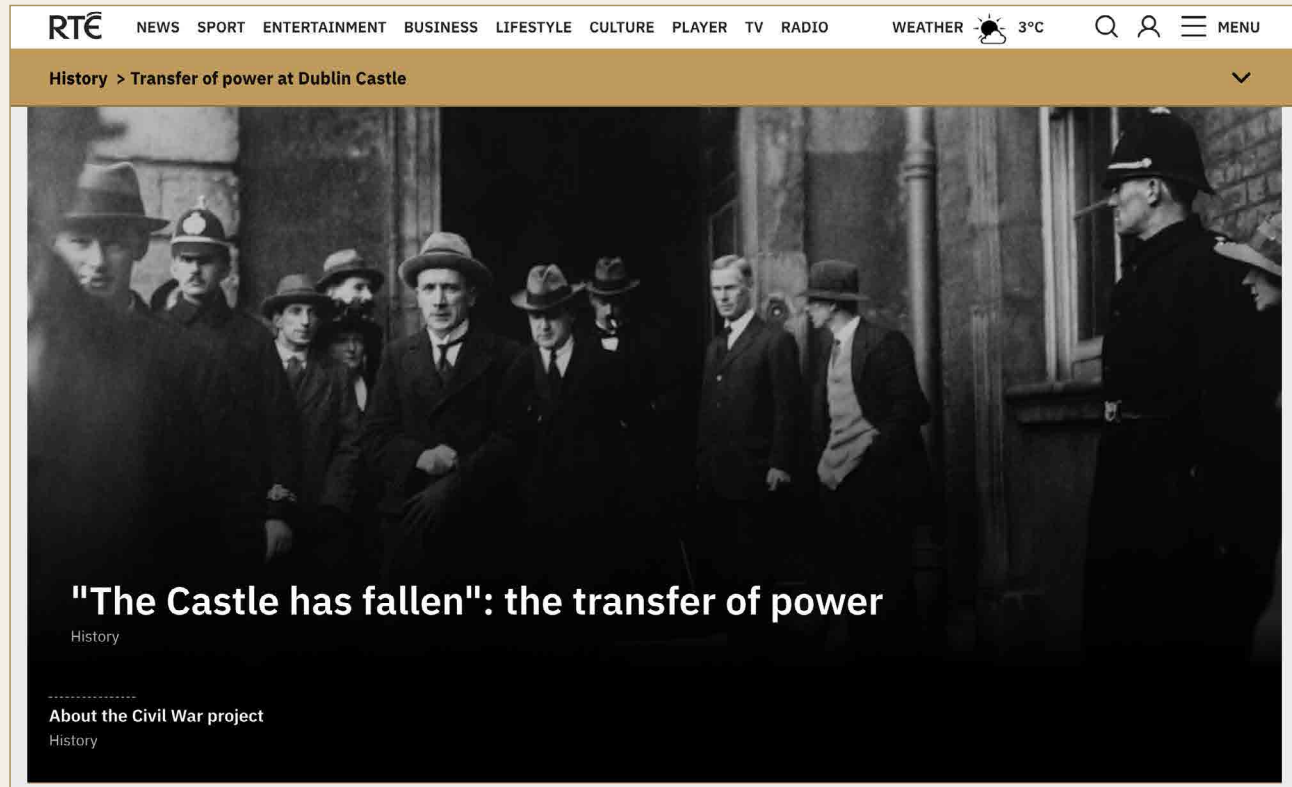 RTÉ NEWS SPORT ENTERTAINMENT BUSINESS LIFESTYLE CULTURE PLAYER TV RADIO WEATHER 3°C MENU
History > Transfer of power at Dublin Castle
"The Castle has fallen": the transfer of power
History
About the Civil War project
History